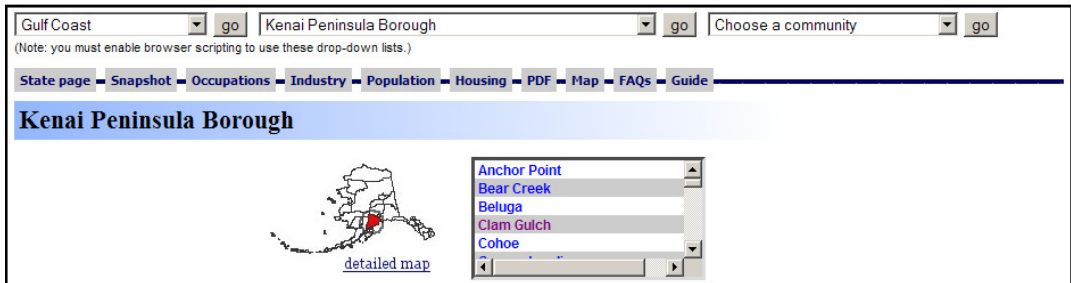 Gulf Coast go Kenai Peninsula Borough go Choose a community go
(Note: you must enable browser scripting to use these drop-down lists.)
State page Snapshot Occupations Industry Population Housing PDF Map FAQs Guide
Kenai Peninsula Borough
Anchor Point
Bear Creek
Beluga
Clam Gulch
Cohoe
detailed map